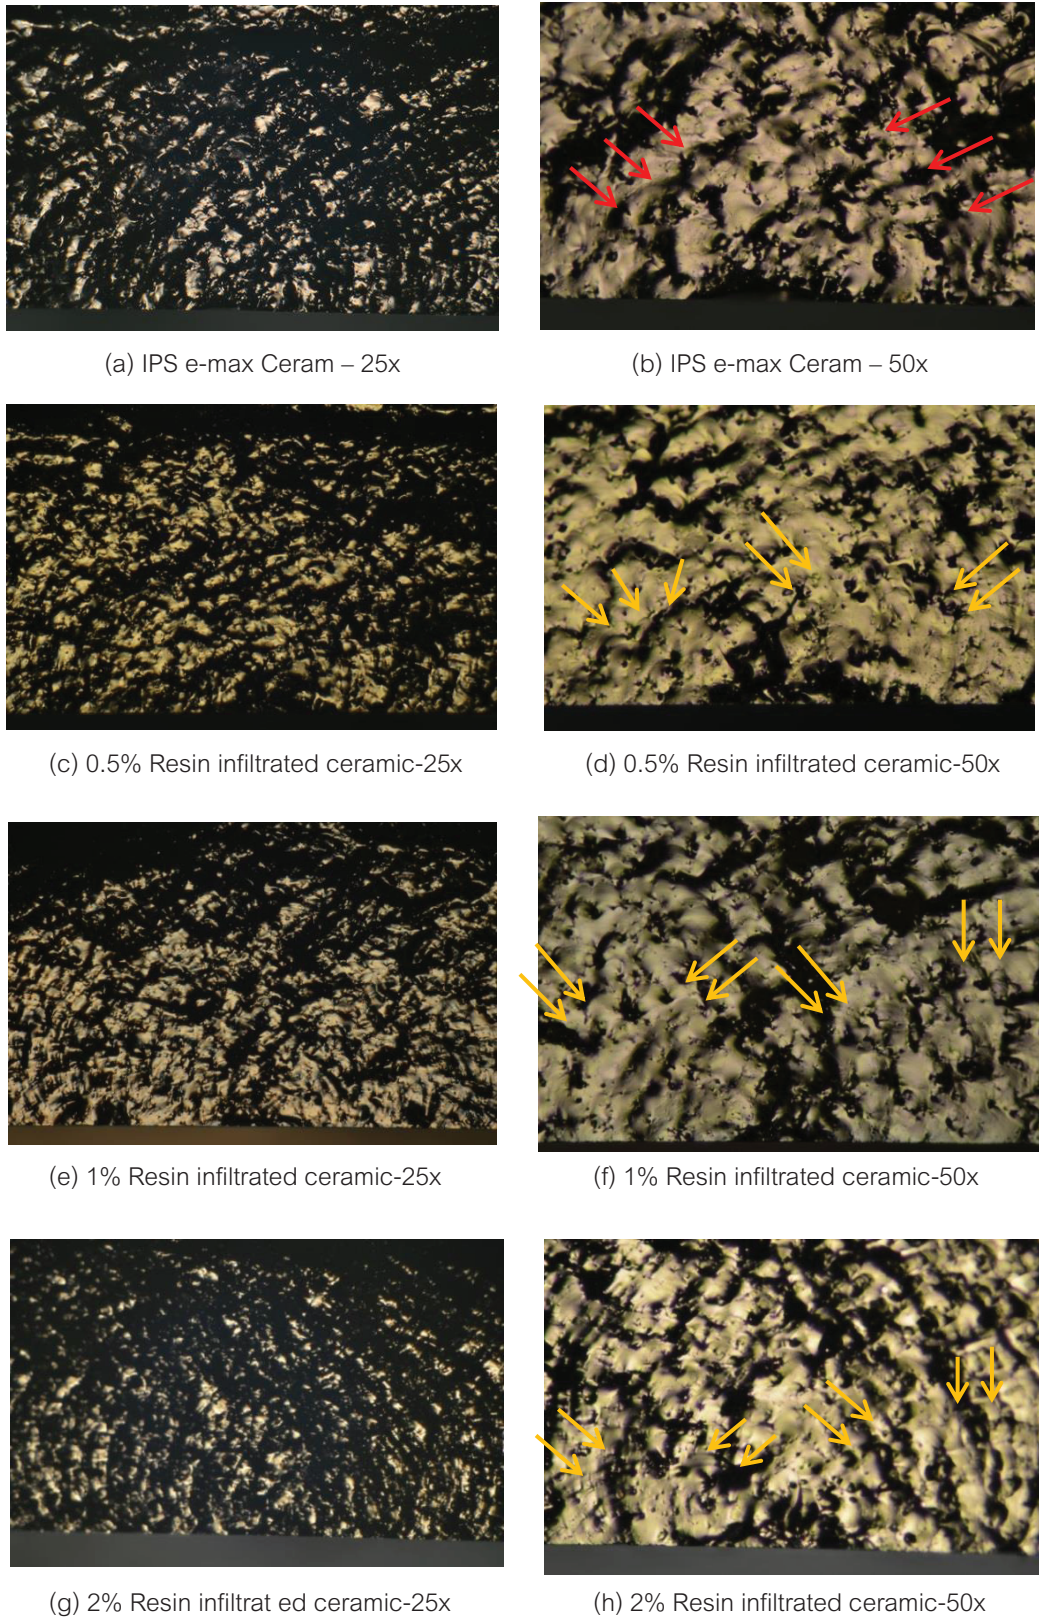 (a) IPS e-max Ceram – 25x
(b) IPS e-max Ceram – 50x
(c) 0.5% Resin infiltrated ceramic-25x
(d) 0.5% Resin infiltrated ceramic-50x
(e) 1% Resin infiltrated ceramic-25x
(f) 1% Resin infiltrated ceramic-50x
(g) 2% Resin infiltrat ed ceramic-25x
(h) 2% Resin infiltrated ceramic-50x